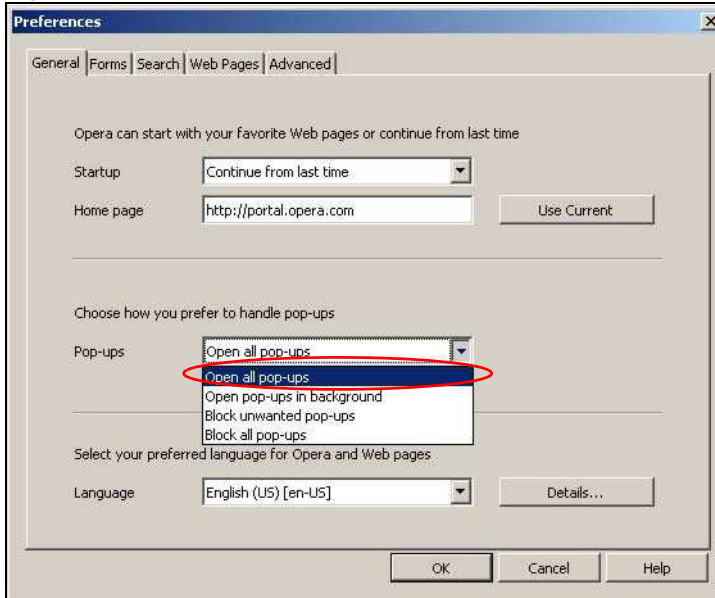 Preferences
General Forms Search Web Pages Advanced
Opera can start with your favorite Web pages or continue from last time
Startup Continue from last time
Home page http://portal.opera.com Use Current
Choose how you prefer to handle pop-ups
Pop-ups Open all pop-ups
Open all pop-ups
Open pop-ups in background
Block unwanted pop-ups
Block all pop-ups
Select your preferred language for Opera and Web pages
Language English (US) [en-US] Details...
OK Cancel Help